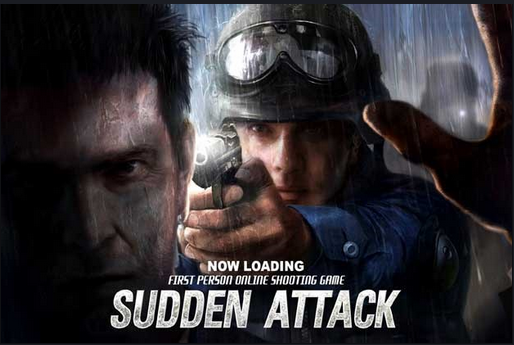 NOW LOADING
FIRST PERSON ONLINE SHOOTING GAME
SUDDEN ATTACK